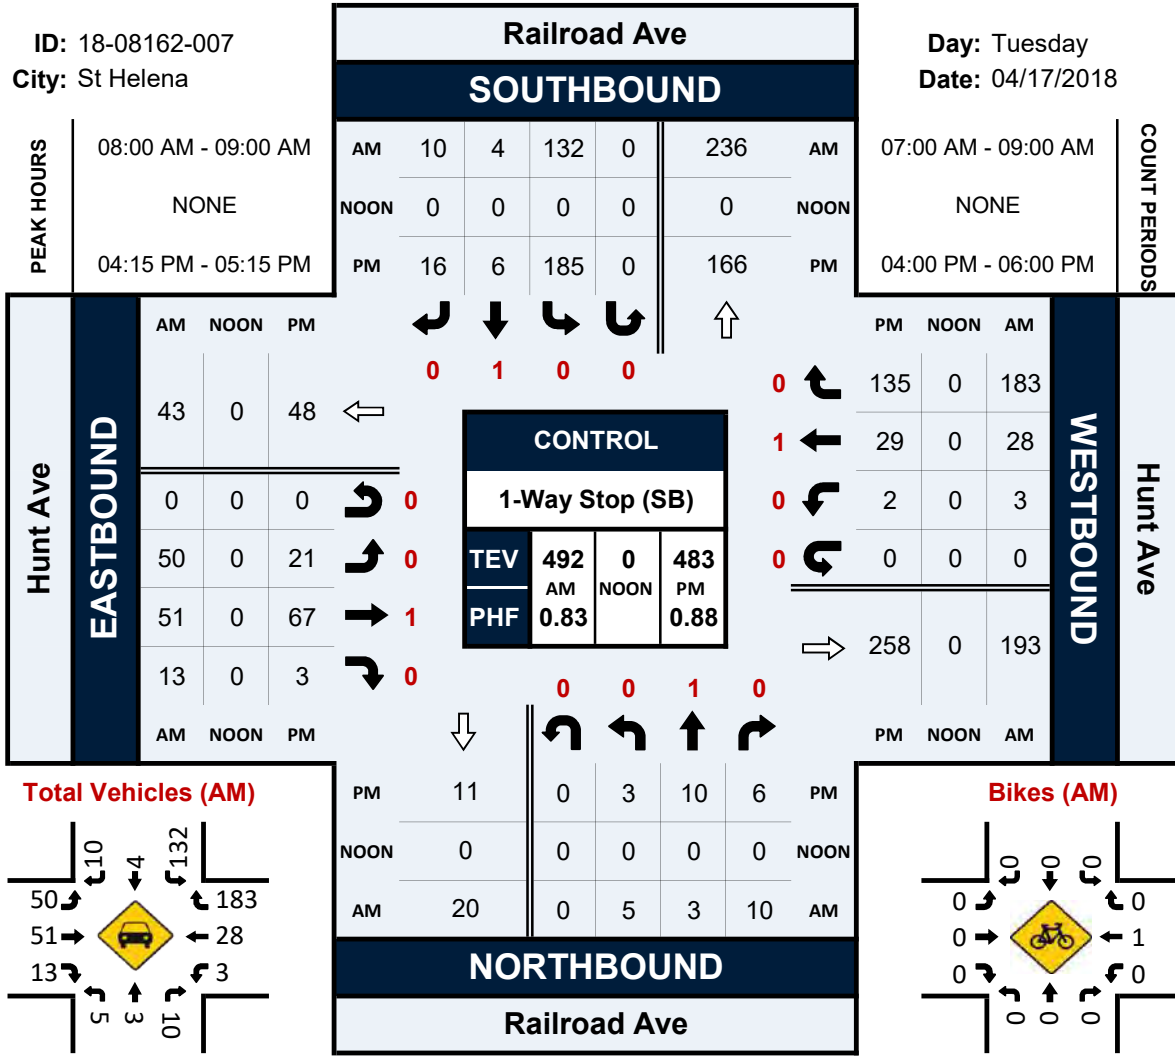 ID: 18-08162-007
City: St Helena
Railroad Ave
SOUTHBOUND
Day: Tuesday
Date: 04/17/2018
PEAK HOURS
08:00 AM - 09:00 AM
NONE
04:15 PM - 05:15 PM
AM 10 4 132 0 236 AM
NOON 0 0 0 0 0 NOON
PM 16 6 185 0 166 PM
07:00 AM - 09:00 AM
NONE
04:00 PM - 06:00 PM
COUNT PERIODS
0 1 0 0
Hunt Ave
EASTBOUND
AM NOON PM
43 0 48
0 0 0 0
50 0 21 0
51 0 67 1
13 0 3 0
AM NOON PM
CONTROL
1-Way Stop (SB)
TEV 492 0 483
AM NOON PM
PHF 0.83 0.88
PM NOON AM
0 135 0 183
1 29 0 28
0 2 0 3
0 0 0 0
258 0 193
PM NOON AM
WESTBOUND
Hunt Ave
0 0 1 0
PM 11 0 3 10 6 PM
NOON 0 0 0 0 0 NOON
AM 20 0 5 3 10 AM
NORTHBOUND
Railroad Ave
Total Vehicles (AM)
10 4 132
50 183
51 28
13 3
5 3 10
Bikes (AM)
0 0 0
0 0
0 1
0 0
0 0 0